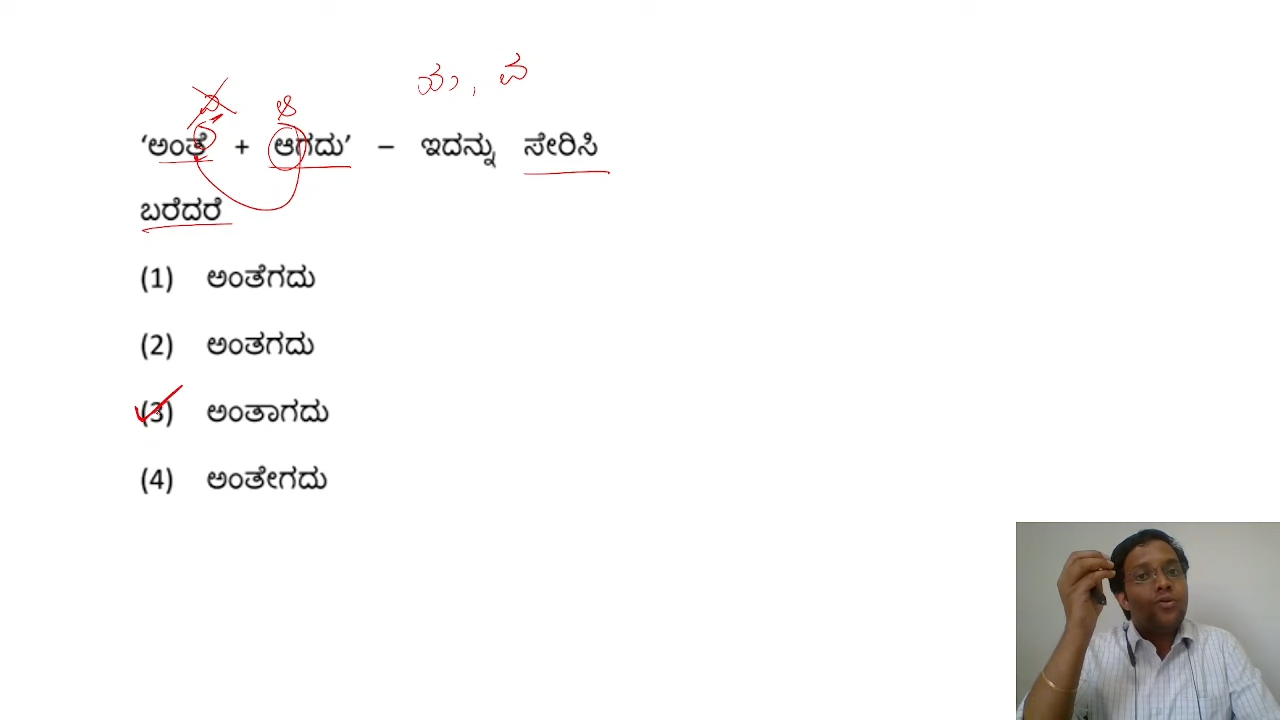 ಯ , ವ
ಎ ಆ
‘ಅಂತೆ + ಆಗದು’ – ಇದನ್ನು ಸೇರಿಸಿ
ಬರೆದರೆ
(1) ಅಂತೆಗದು
(2) ಅಂತಗದು
(3) ಅಂತಾಗದು
(4) ಅಂತೇಗದು